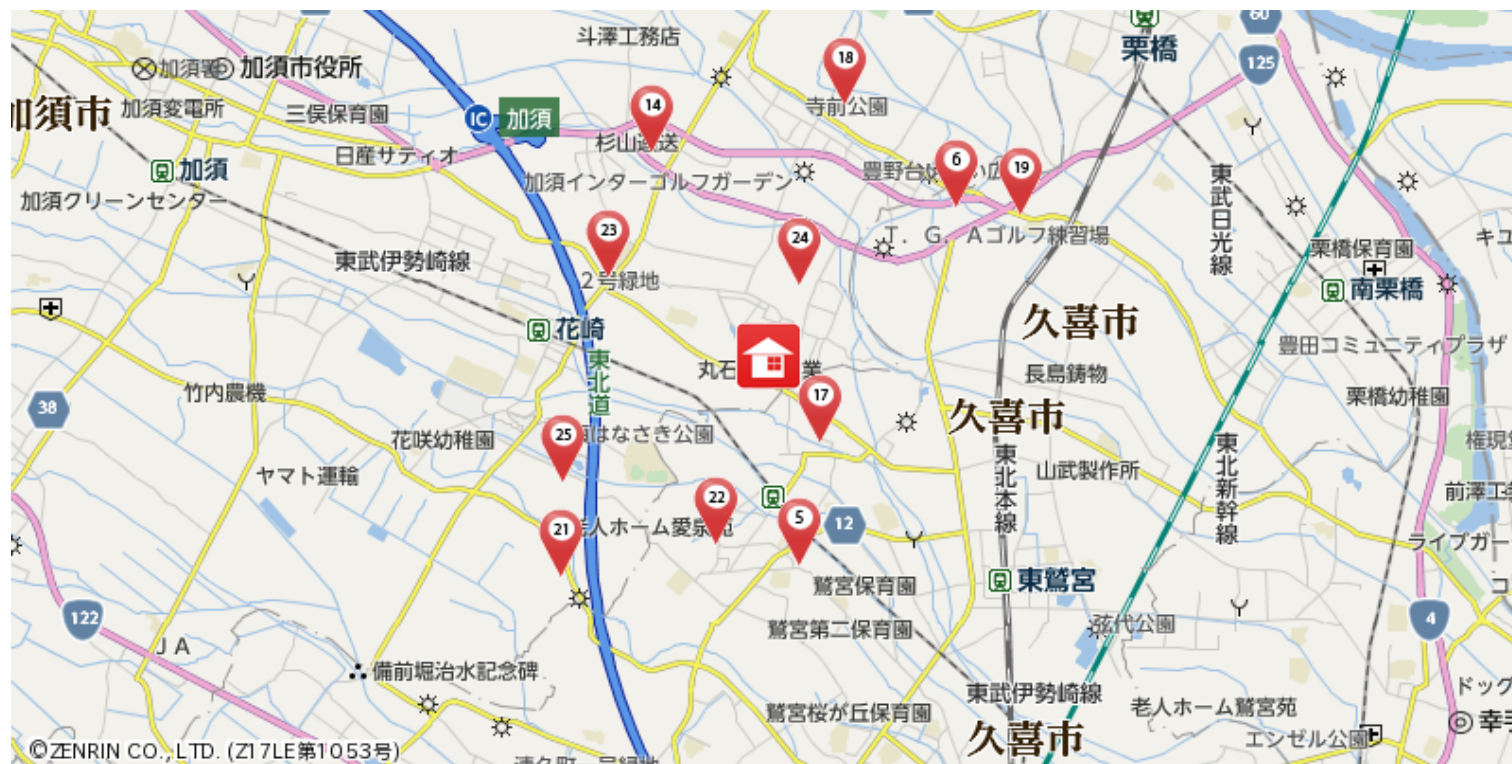 斗澤工務店
栗橋
60
加須署
加須市役所
18
125
加須市
加須変電所
三俣保育園
IC
加須
14
寺前公園
日産サティオ
杉山運送
加須
加須クリーンセンター
加須インターゴルフガーデン
6
19
東武日光線
東武伊勢崎線
23
24
T．G．Aゴルフ練習場
栗橋保育園
2号緑地
南栗橋
花崎
久喜市
豊田コミュニティプラザ
東北道
長島鋳物
竹内農機
38
17
栗橋幼稚園
久喜市
花咲幼稚園
25
はなさき公園
東北本線
山武製作所
東北新幹線
ヤマト運輸
22
5
12
21
老人ホーム愛泉苑
ライブガー
東鷲宮
鷲宮保育園
122
鷲宮第二保育園
弦代公園
4
JA
備前堀治水記念碑
東武伊勢崎線
ドッグ
鷲宮桜が丘保育園
老人ホーム鷲宮苑
久喜市
エンゼル公園
幸手
©ZENRIN CO., LTD. (Z17LE第1053号)